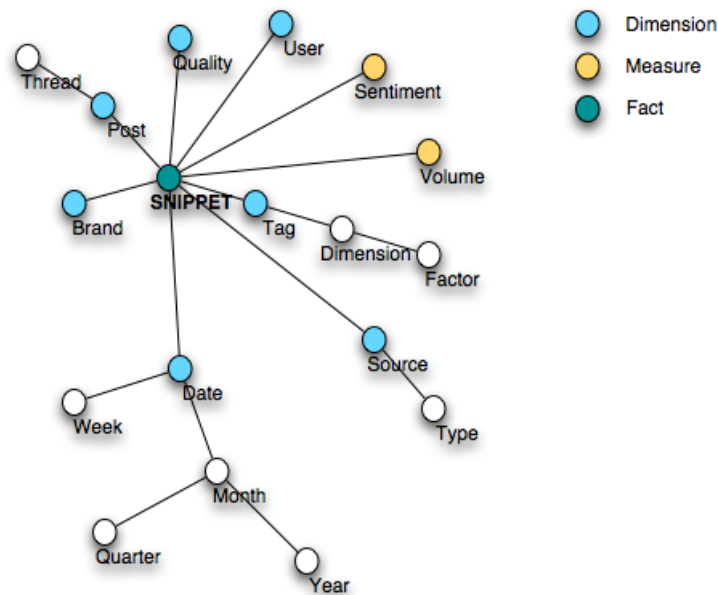 User
Dimension
Quality
Thread
Measure
Sentiment
Post
Fact
Volume
SNIPPET
Brand
Tag
Dimension
Factor
Source
Date
Week
Type
Month
Quarter
Year